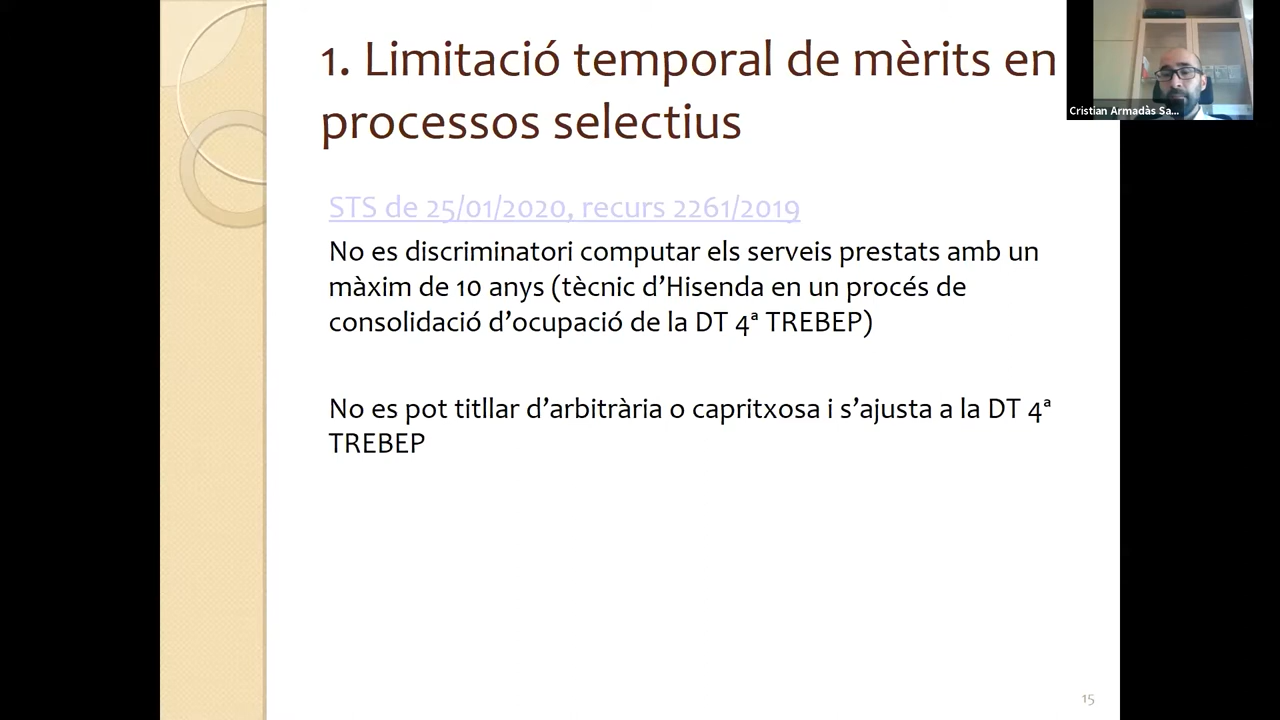 1. Limitació temporal de mèrits en
processos selectius
Cristian Armadàs Sa...
STS de 25/01/2020, recurs 2261/2019
No es discriminatori computar els serveis prestats amb un
màxim de 10 anys (tècnic d’Hisenda en un procés de
consolidació d’ocupació de la DT 4ª TREBEP)
No es pot titllar d’arbitrària o capritxosa i s’ajusta a la DT 4ª
TREBEP
15